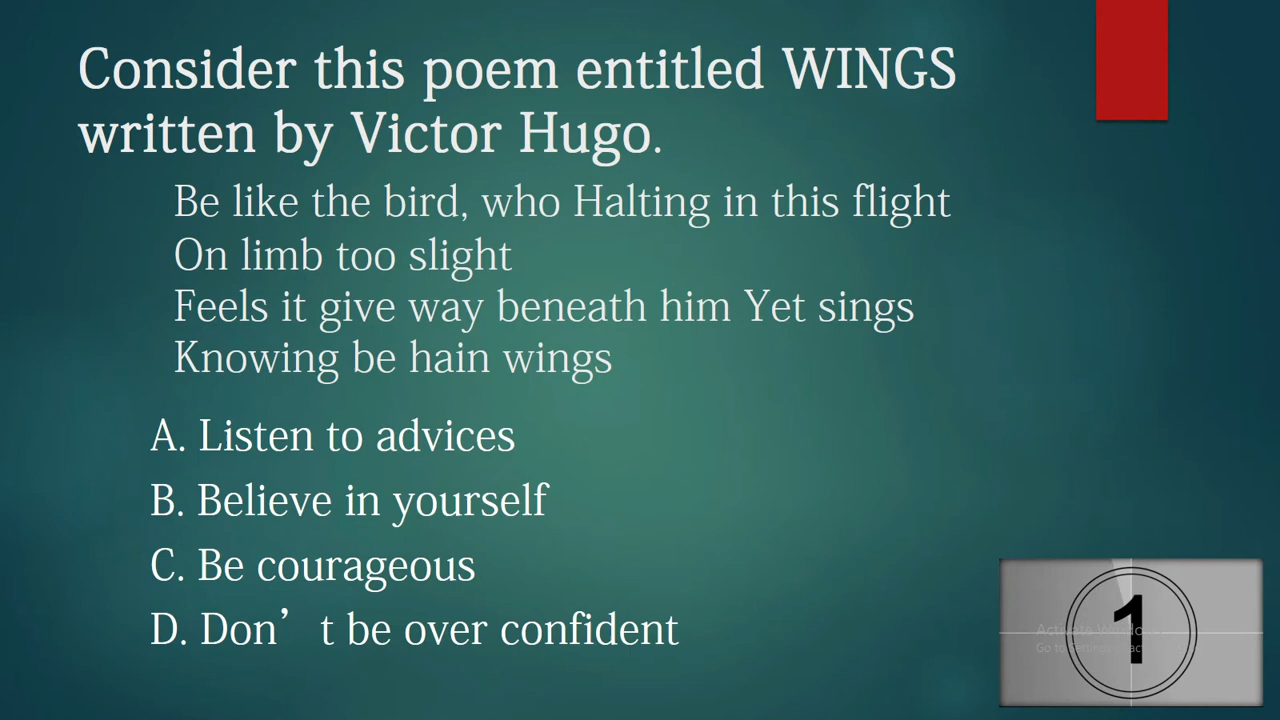 Consider this poem entitled WINGS
written by Victor Hugo.
Be like the bird, who Halting in this flight
On limb too slight
Feels it give way beneath him Yet sings
Knowing be hain wings
A. Listen to advices
B. Believe in yourself
C. Be courageous
D. Don’ t be over confident
1